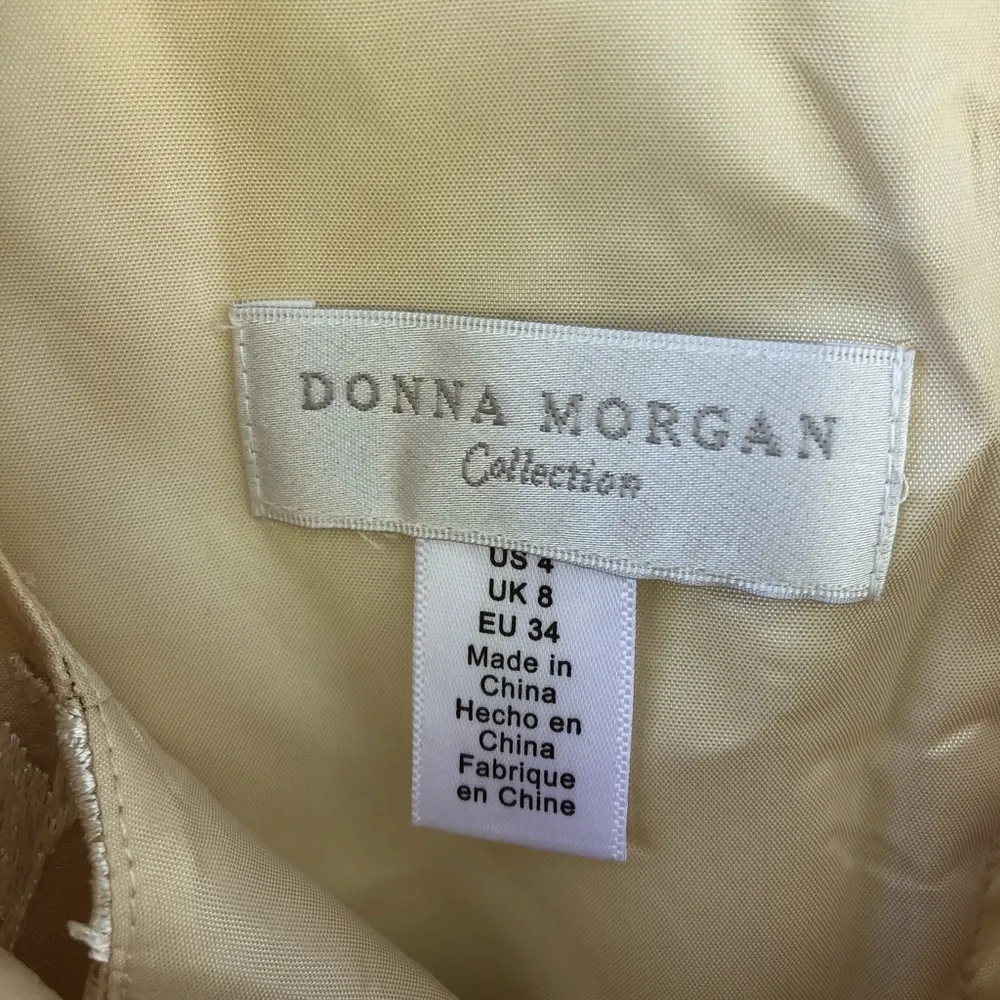 DONNA MORGAN
Collection
US 4
UK 8
EU 34
Made in
China
Hecho en
China
Fabrique
en Chine